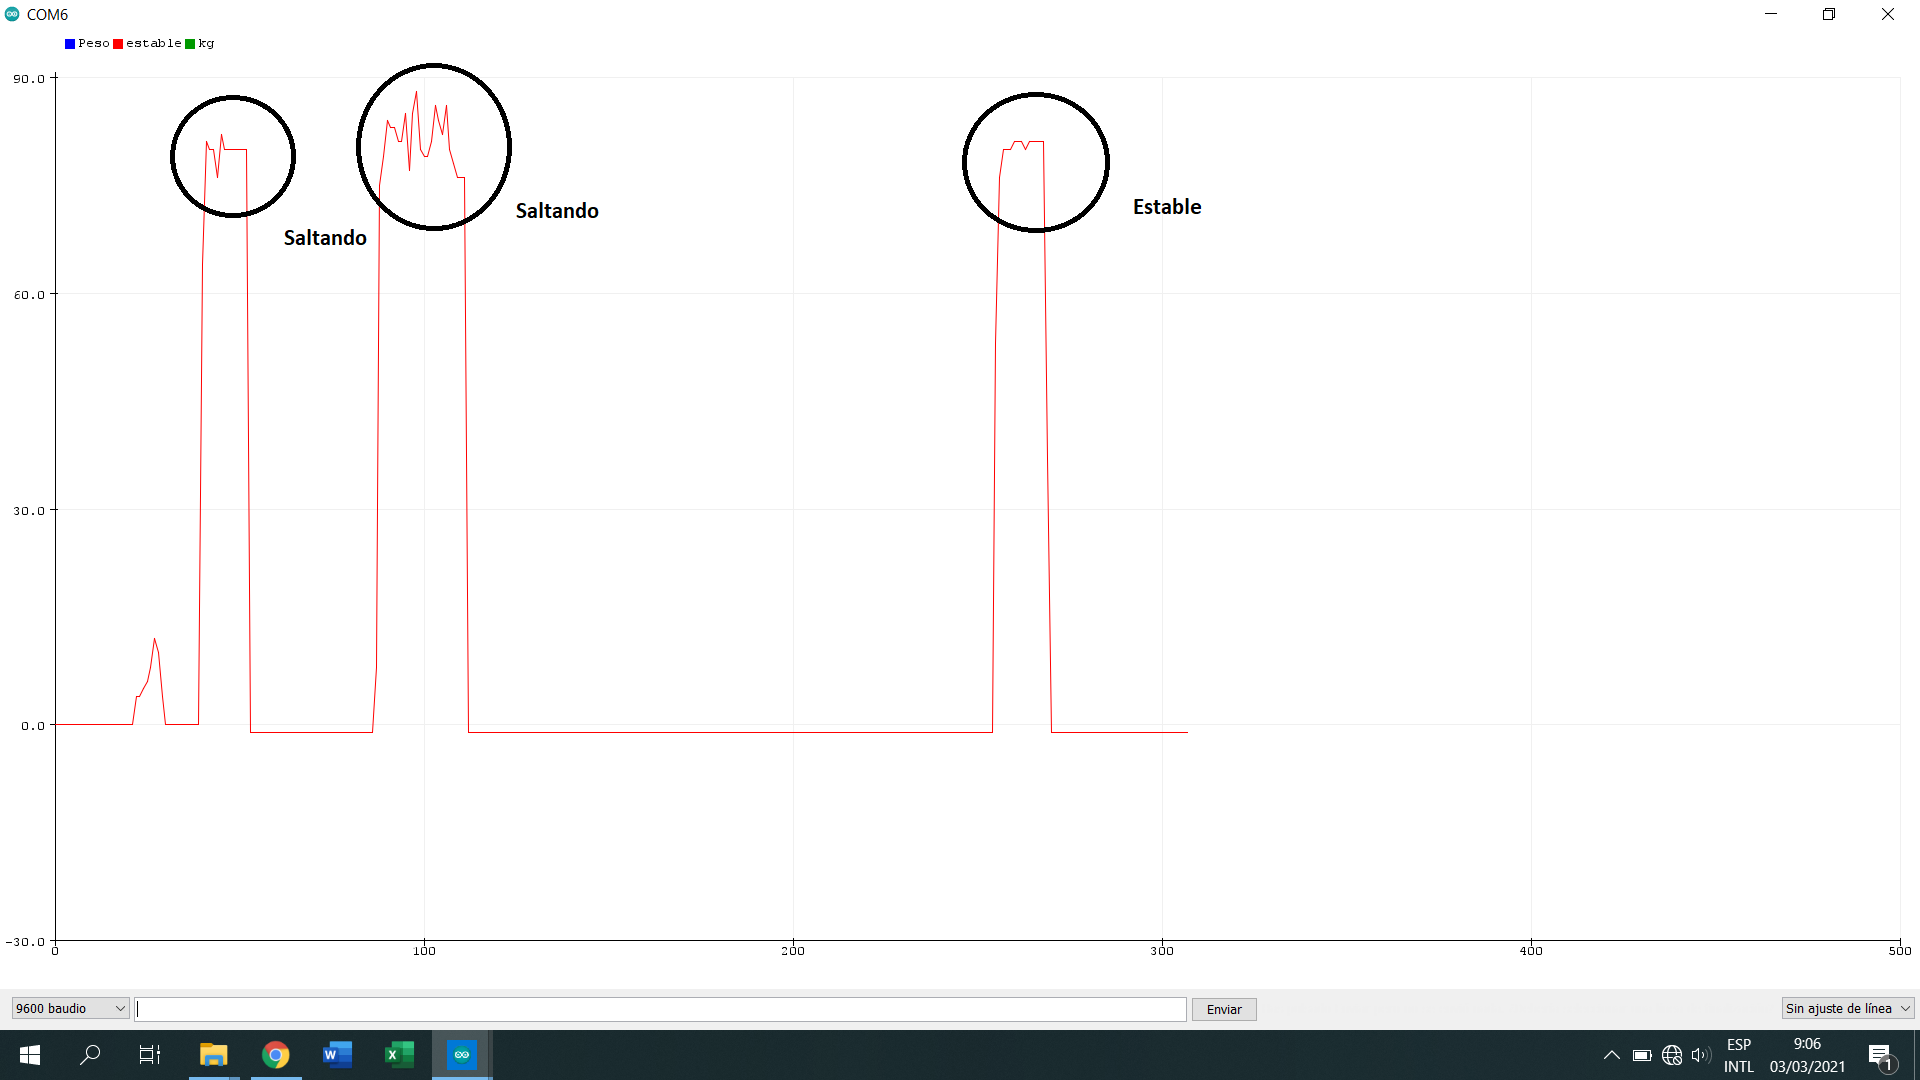 COM6
Peso estable kg
90.0
60.0
30.0
0.0
-30.0
0 100 200 300 400 500
Saltando
Saltando
Estable
9600 baudio
Enviar
Sin ajuste de línea
ESP
INTL
9:06
03/03/2021
1